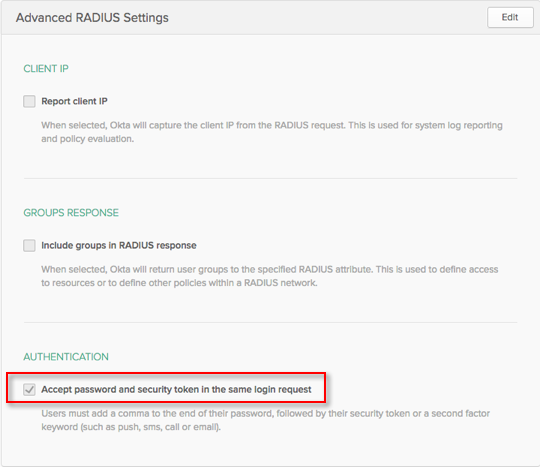 Advanced RADIUS Settings
Edit
CLIENT IP
Report client IP
When selected, Okta will capture the client IP from the RADIUS request. This is used for system log reporting
and policy evaluation.
GROUPS RESPONSE
Include groups in RADIUS response
When selected, Okta will return user groups to the specified RADIUS attribute. This is used to define access
to resources or to define other policies within a RADIUS network.
AUTHENTICATION
Accept password and security token in the same login request
Users must add a comma to the end of their password, followed by their security token or a second factor
keyword (such as push, sms, call or email).